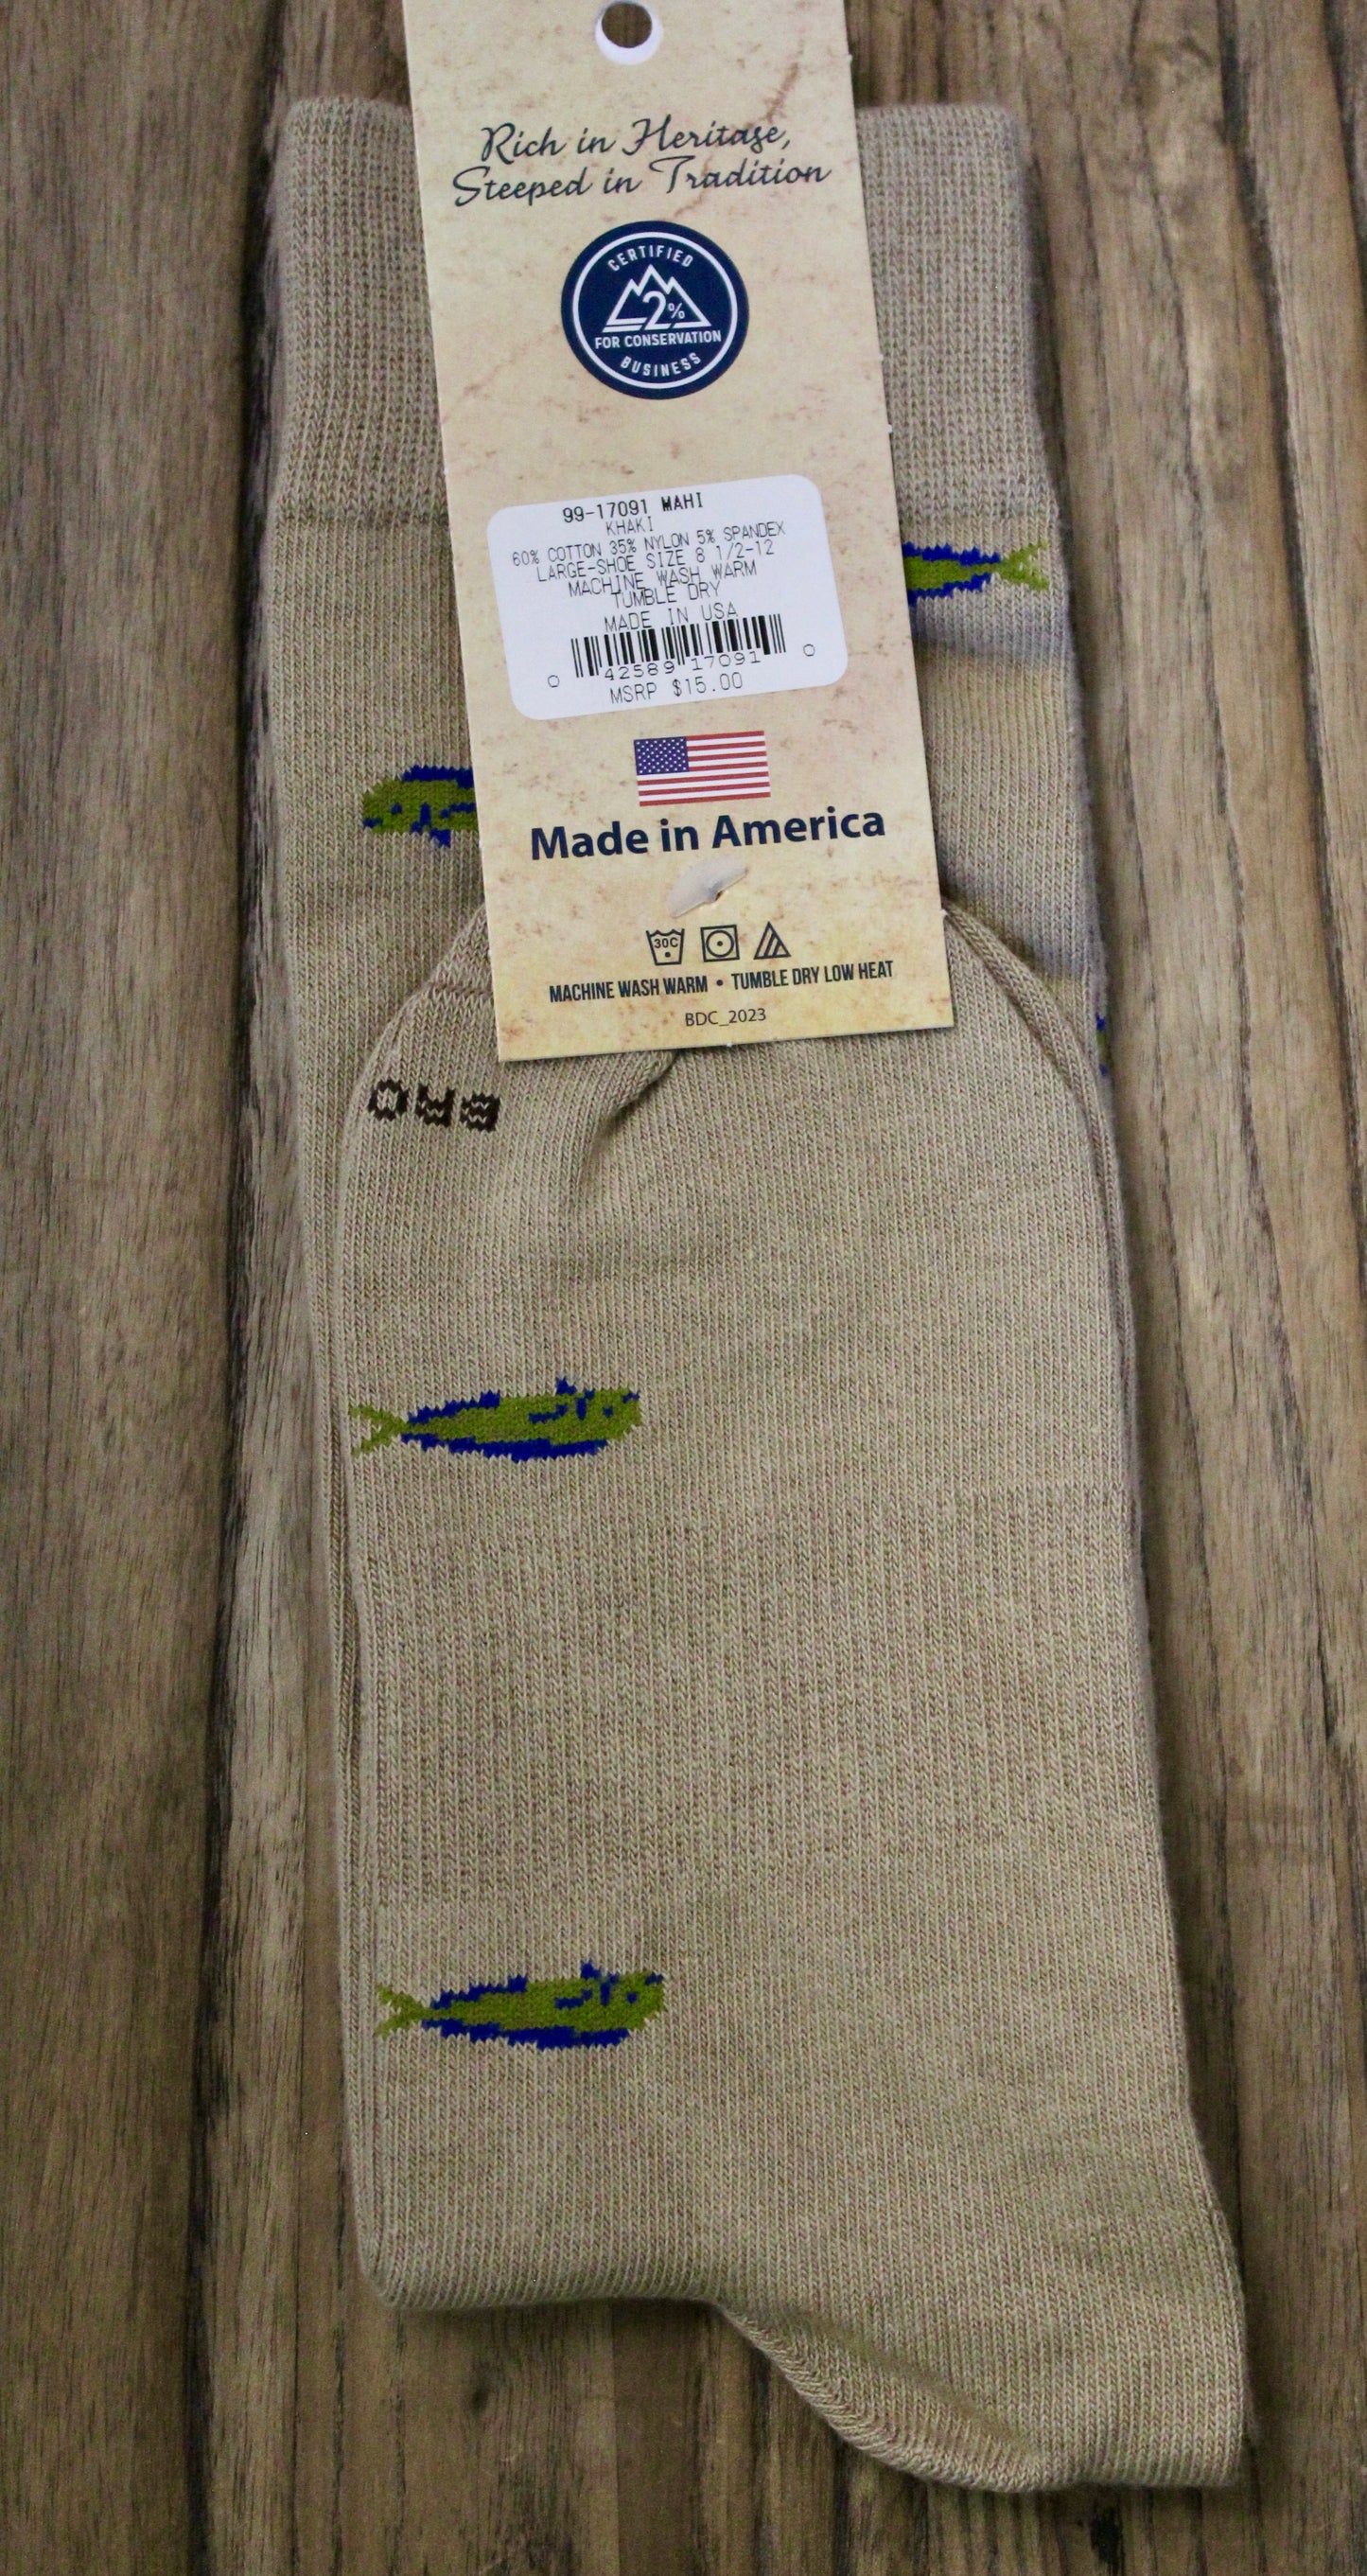 Rich in Heritage,
Steeped in Tradition
CERTIFIED
2%
FOR CONSERVATION
BUSINESS
99-17091 MAHI
KHAKI
60% COTTON 35% NYLON 5% SPANDEX
LARGE-SHOE SIZE 8 1/2-12
MACHINE WASH WARM
TUMBLE DRY
MADE IN USA
0 42589 17091 0
MSRP $15.00
Made in America
30C
MACHINE WASH WARM • TUMBLE DRY LOW HEAT
BDC_2023